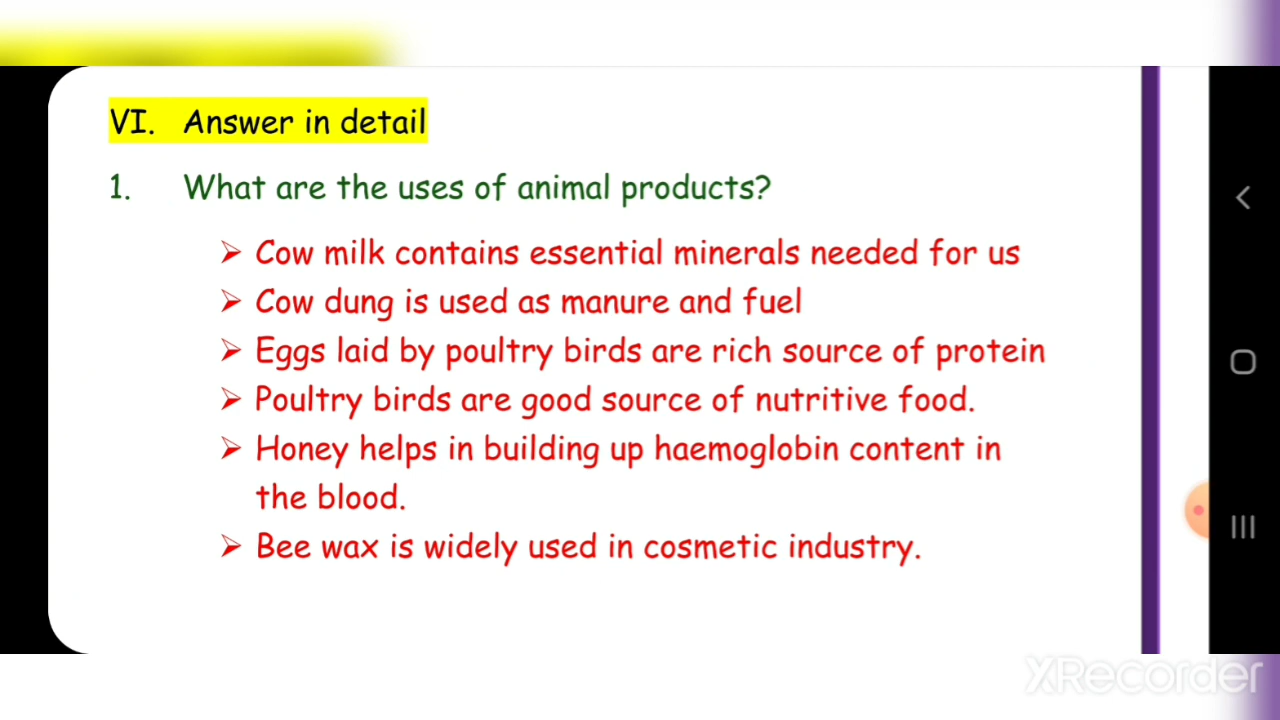 VI. Answer in detail
1. What are the uses of animal products?
➢ Cow milk contains essential minerals needed for us
➢ Cow dung is used as manure and fuel
➢ Eggs laid by poultry birds are rich source of protein
➢ Poultry birds are good source of nutritive food.
➢ Honey helps in building up haemoglobin content in
the blood.
➢ Bee wax is widely used in cosmetic industry.
XRecorder